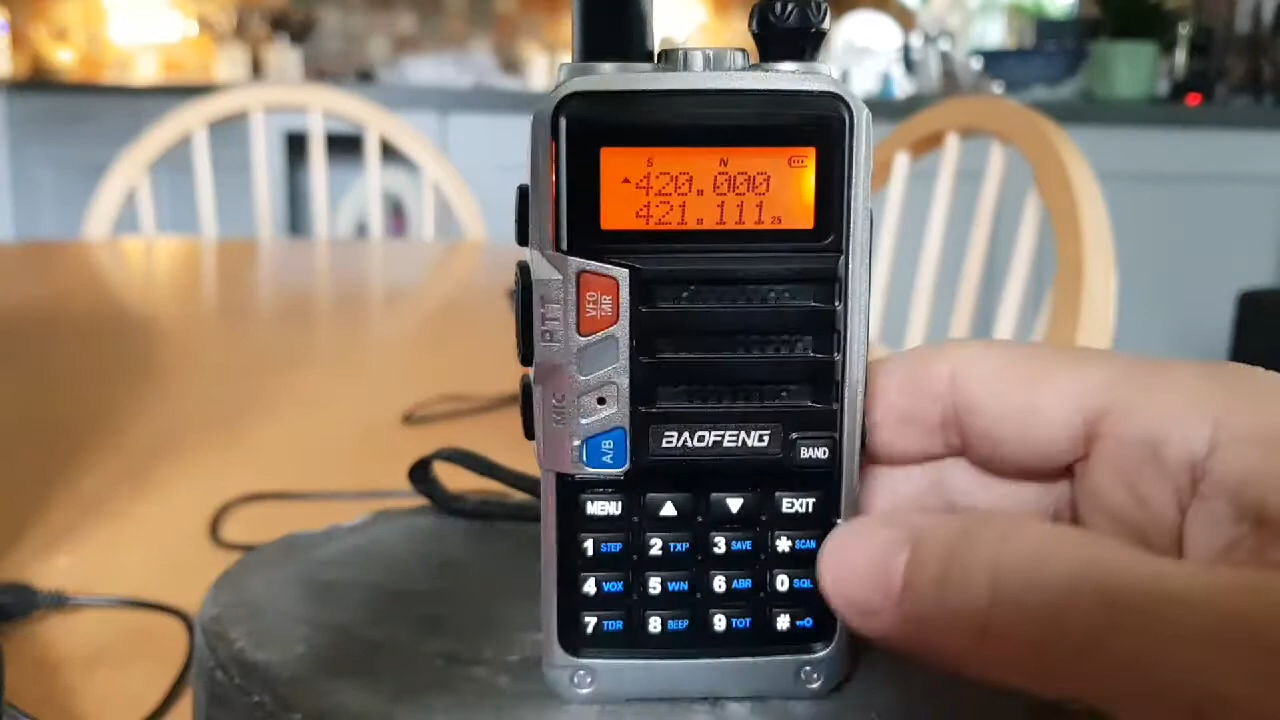 S N
420.000
421.111 25
VFO
MR
PTT
MIC
A/B
BAOFENG
BAND
MENU ▲ ▼ EXIT
1 STEP 2 TXP 3 SAVE * SCAN
4 VOX 5 WN 6 ABR 0 SQL
7 TDR 8 BEEP 9 TOT #